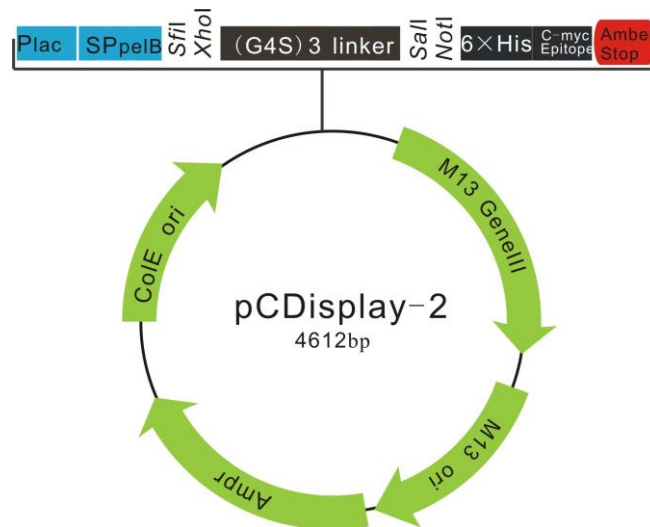 Plac
SPpelB
SfiI
XhoI
(G4S)3 linker
SalI
NotI
6×His
C-myc
Epitope
Ambe
Stop
M13 GeneIII
ColE ori
pCDisplay-2
4612bp
M13 ori
Ampr